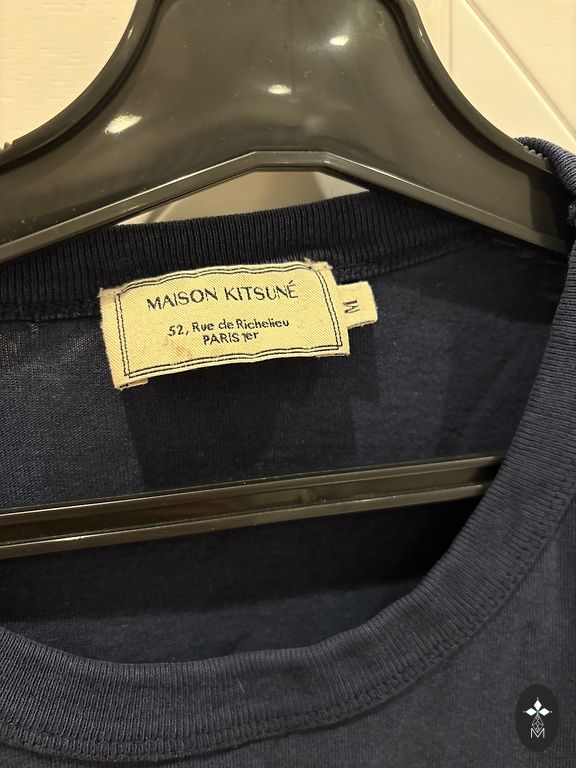 MAISON KITSUNÉ
52, Rue de Richelieu
PARIS 1er
M
M